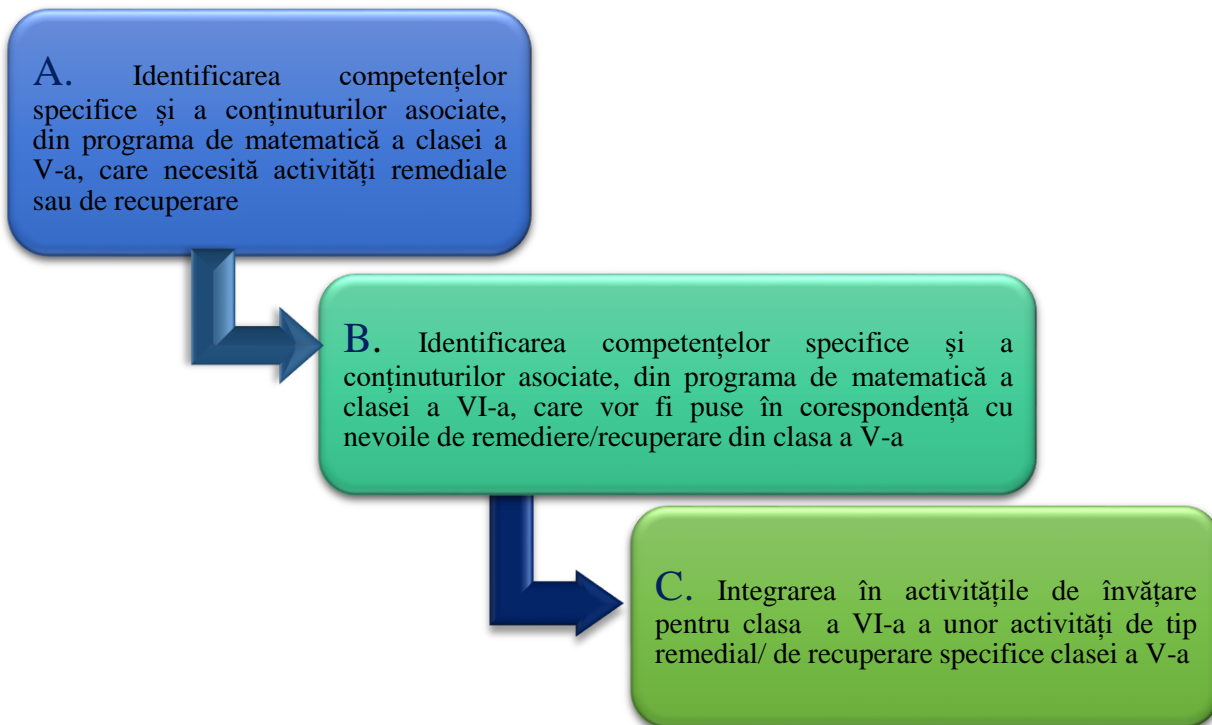 A. Identificarea competențelor
specifice și a conținuturilor asociate,
din programa de matematică a clasei a
V-a, care necesită activități remediale
sau de recuperare
B. Identificarea competențelor specifice și a
conținuturilor asociate, din programa de matematică a
clasei a VI-a, care vor fi puse în corespondență cu
nevoile de remediere/recuperare din clasa a V-a
C. Integrarea în activitățile de învățare
pentru clasa a VI-a a unor activități de tip
remedial/ de recuperare specifice clasei a V-a